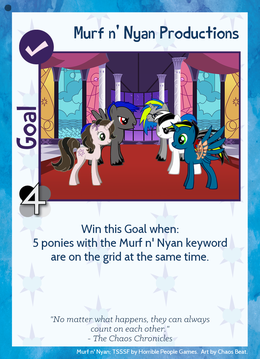 Murf n' Nyan Productions
Goal
4
Win this Goal when:
5 ponies with the Murf n' Nyan keyword
are on the grid at the same time.
"No matter what happens, they can always
count on each other."
- The Chaos Chronicles
Murf n' Nyan; TSSSF by Horrible People Games. Art by Chaos Beat.